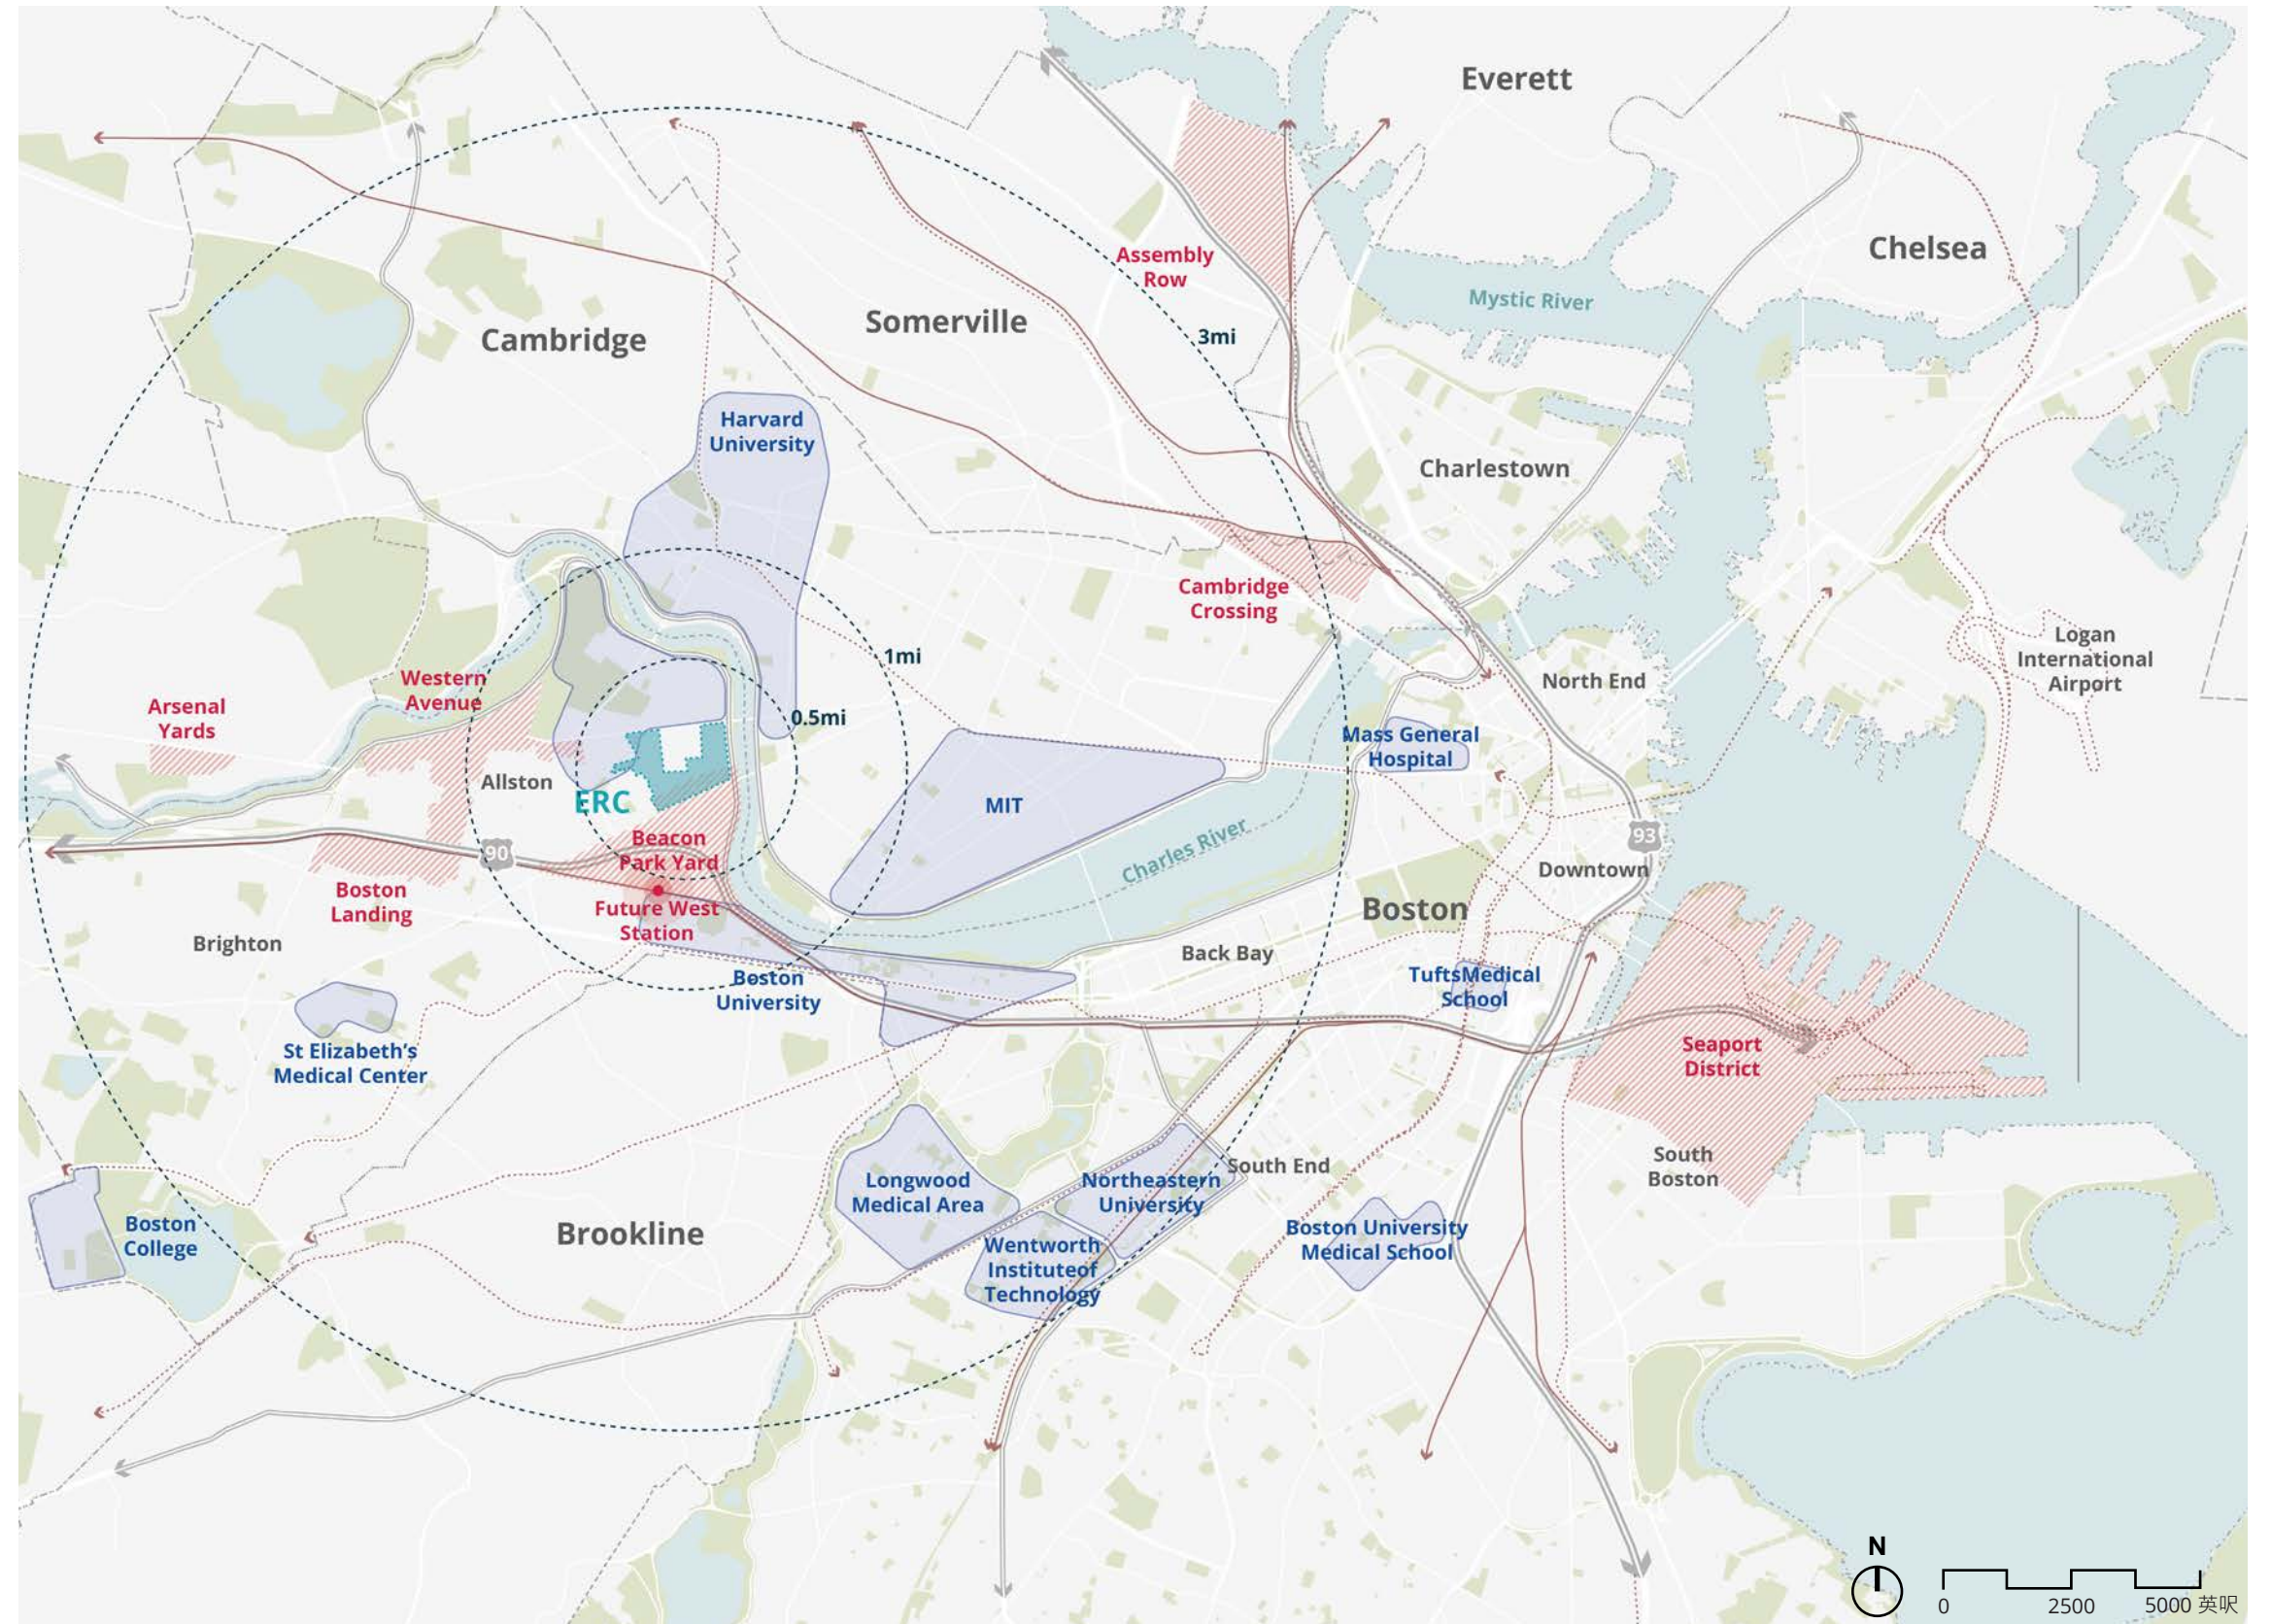 Everett
Chelsea
Assembly
Row
Mystic River
Somerville
3mi
Cambridge
Harvard
University
Charlestown
Cambridge
Crossing
Logan
International
Airport
1mi
North End
Western
Avenue
Arsenal
Yards
0.5mi
Mass General
Hospital
Allston
ERC
MIT
Charles River
93
Beacon
Park Yard
90
Downtown
Boston
Landing
Future West
Station
Boston
Brighton
Back Bay
Boston
University
TuftsMedical
School
Seaport
District
St Elizabeth’s
Medical Center
South End
South
Boston
Longwood
Medical Area
Northeastern
University
Boston
College
Brookline
Boston University
Medical School
Wentworth
Instituteof
Technology
N
0 2500 5000 英呎